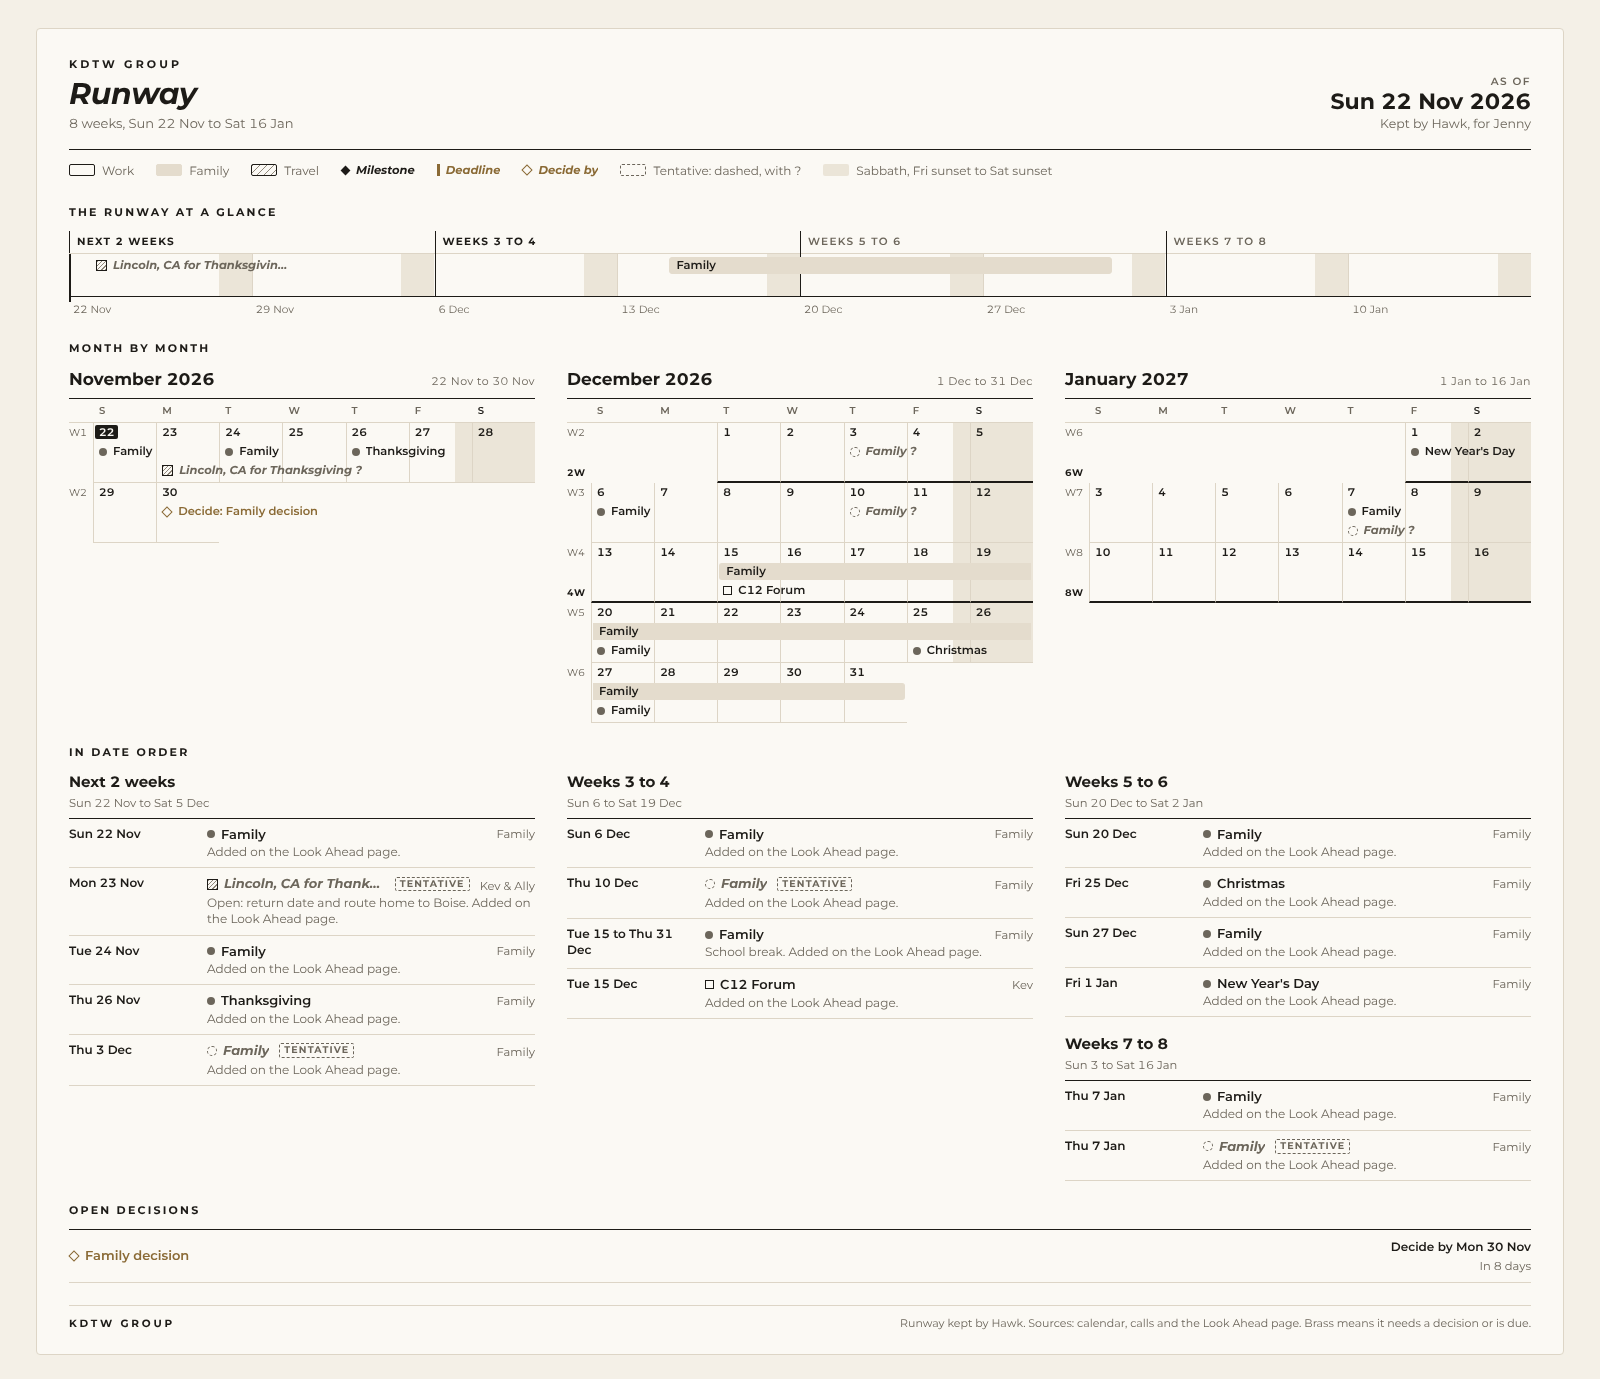 KDTW GROUP
Runway
8 weeks, Sun 22 Nov to Sat 16 Jan
AS OF
Sun 22 Nov 2026
Kept by Hawk, for Jenny
Work Family Travel Milestone Deadline Decide by Tentative: dashed, with ? Sabbath, Fri sunset to Sat sunset
THE RUNWAY AT A GLANCE
NEXT 2 WEEKS WEEKS 3 TO 4 WEEKS 5 TO 6 WEEKS 7 TO 8
Lincoln, CA for Thanksgivin... Family
22 Nov 29 Nov 6 Dec 13 Dec 20 Dec 27 Dec 3 Jan 10 Jan
MONTH BY MONTH
November 2026 22 Nov to 30 Nov
S M T W T F S
W1 22 23 24 25 26 27 28
Family Family Thanksgiving
Lincoln, CA for Thanksgiving ?
W2 29 30
Decide: Family decision
December 2026 1 Dec to 31 Dec
S M T W T F S
W2 1 2 3 4 5
Family ?
2W
W3 6 7 8 9 10 11 12
Family Family ?
W4 13 14 15 16 17 18 19
Family
4W C12 Forum
W5 20 21 22 23 24 25 26
Family
Family Christmas
W6 27 28 29 30 31
Family
Family
January 2027 1 Jan to 16 Jan
S M T W T F S
W6 1 2
New Year's Day
6W
W7 3 4 5 6 7 8 9
Family
Family ?
W8 10 11 12 13 14 15 16
8W
IN DATE ORDER
Next 2 weeks
Sun 22 Nov to Sat 5 Dec
Sun 22 Nov Family Family
Added on the Look Ahead page.
Mon 23 Nov Lincoln, CA for Thank... TENTATIVE Kev & Ally
Open: return date and route home to Boise. Added on
the Look Ahead page.
Tue 24 Nov Family Family
Added on the Look Ahead page.
Thu 26 Nov Thanksgiving Family
Added on the Look Ahead page.
Thu 3 Dec Family TENTATIVE Family
Added on the Look Ahead page.
Weeks 3 to 4
Sun 6 to Sat 19 Dec
Sun 6 Dec Family Family
Added on the Look Ahead page.
Thu 10 Dec Family TENTATIVE Family
Added on the Look Ahead page.
Tue 15 to Thu 31 Family Family
Dec School break. Added on the Look Ahead page.
Tue 15 Dec C12 Forum Kev
Added on the Look Ahead page.
Weeks 5 to 6
Sun 20 Dec to Sat 2 Jan
Sun 20 Dec Family Family
Added on the Look Ahead page.
Fri 25 Dec Christmas Family
Added on the Look Ahead page.
Sun 27 Dec Family Family
Added on the Look Ahead page.
Fri 1 Jan New Year's Day Family
Added on the Look Ahead page.
Weeks 7 to 8
Sun 3 to Sat 16 Jan
Thu 7 Jan Family Family
Added on the Look Ahead page.
Thu 7 Jan Family TENTATIVE Family
Added on the Look Ahead page.
OPEN DECISIONS
Family decision Decide by Mon 30 Nov
In 8 days
KDTW GROUP Runway kept by Hawk. Sources: calendar, calls and the Look Ahead page. Brass means it needs a decision or is due.